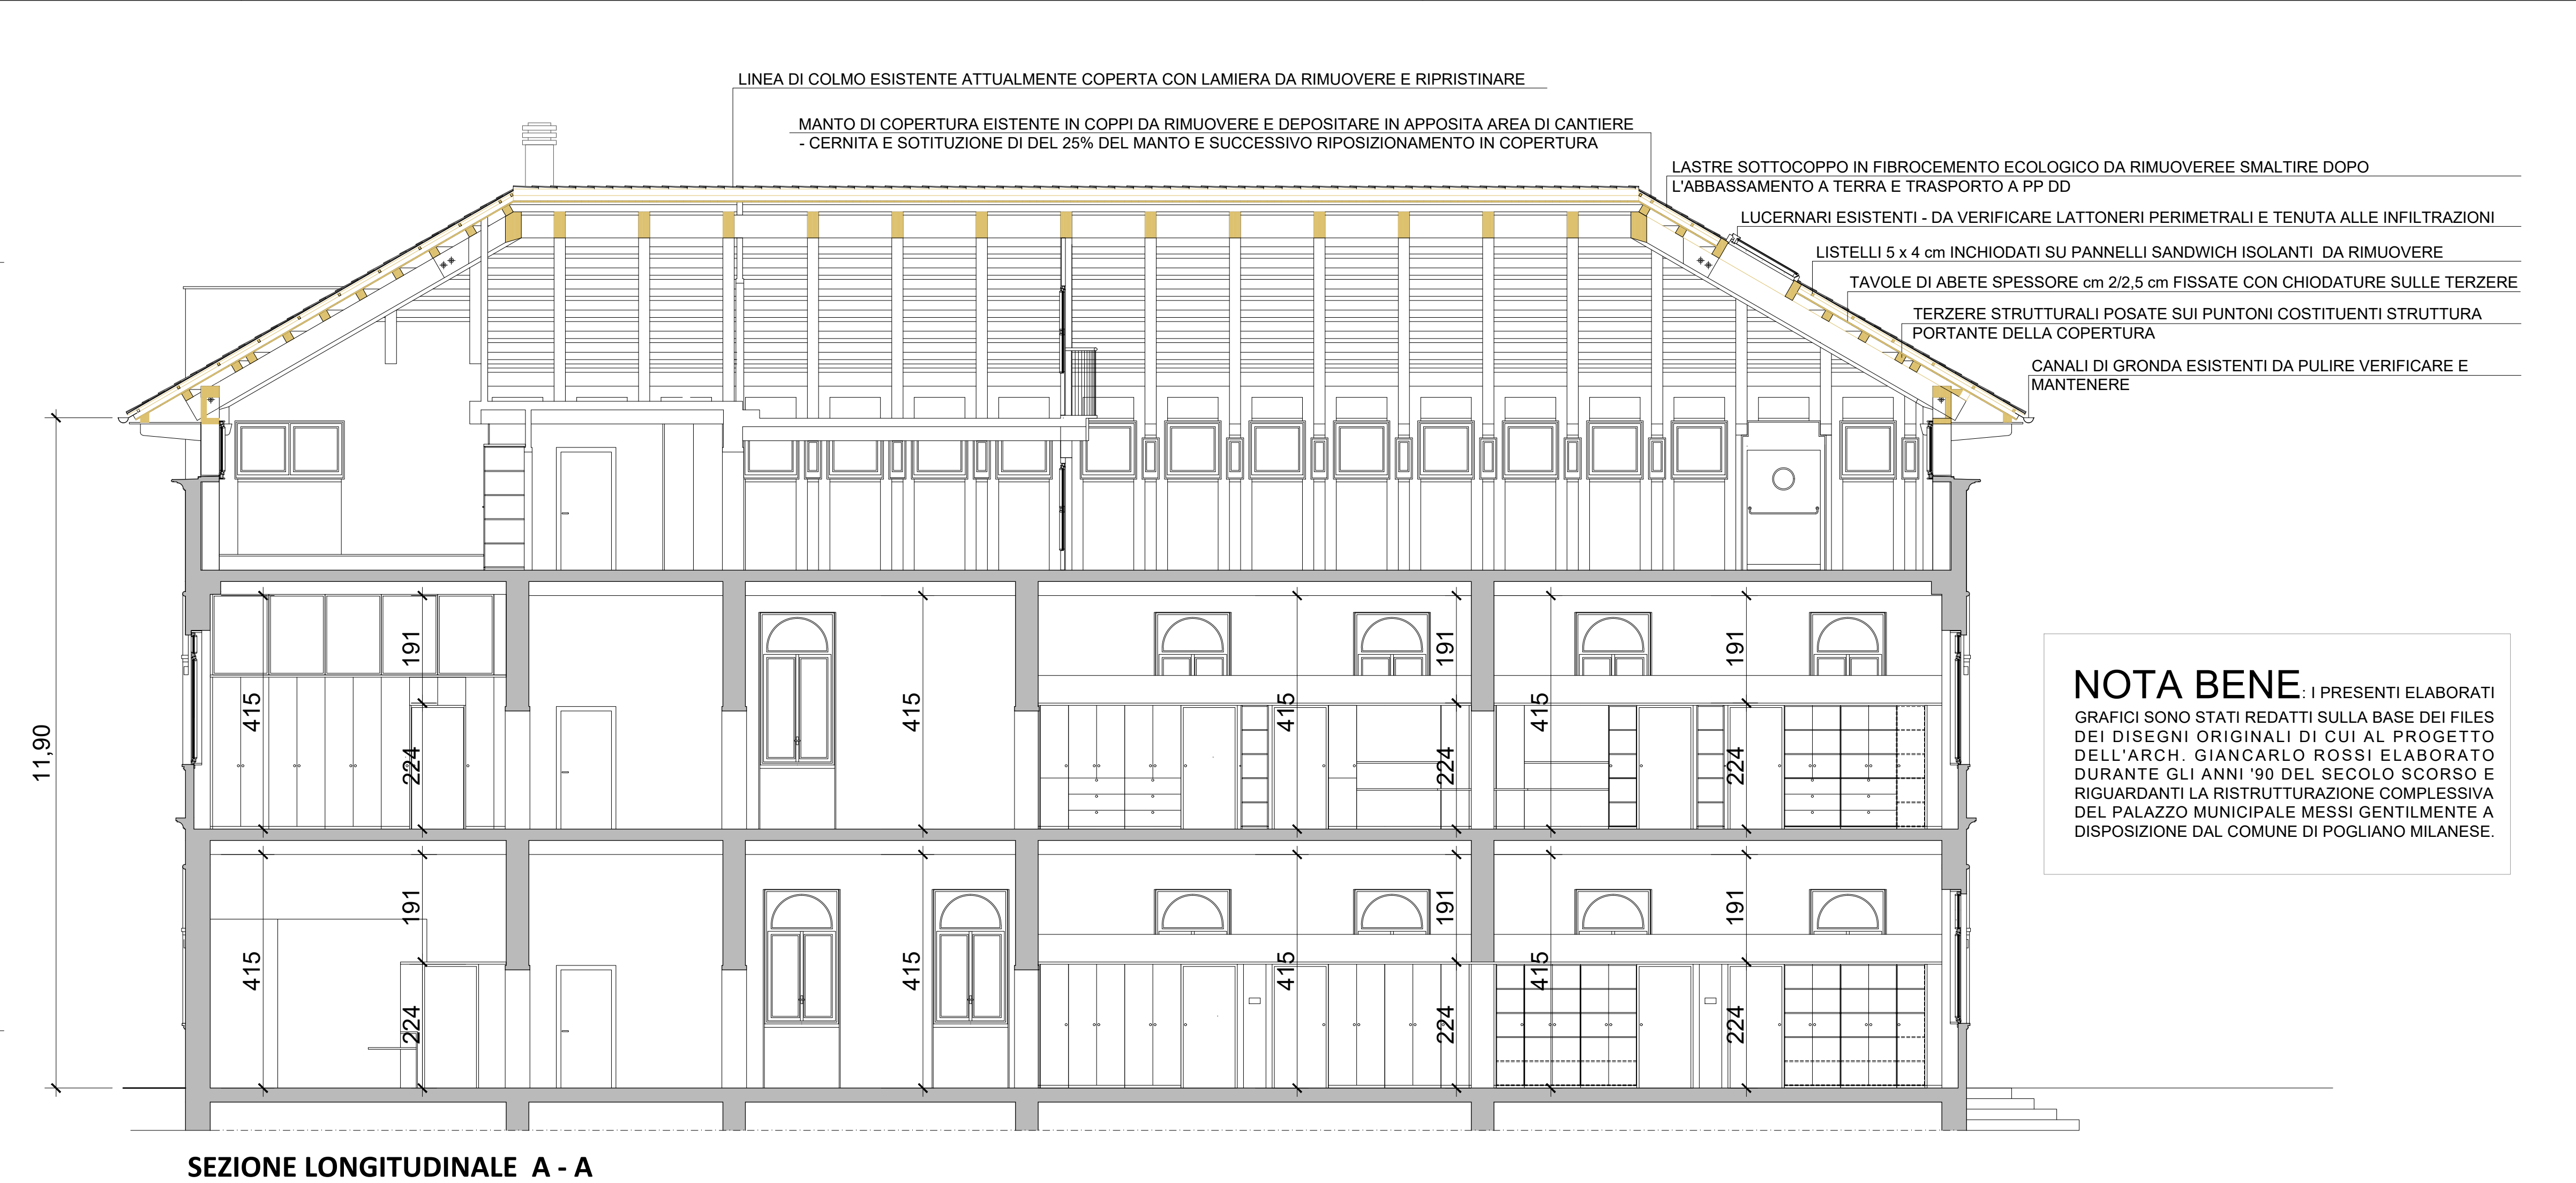 LINEA DI COLMO ESISTENTE ATTUALMENTE COPERTA CON LAMIERA DA RIMUOVERE E RIPRISTINARE
MANTO DI COPERTURA EISTENTE IN COPPI DA RIMUOVERE E DEPOSITARE IN APPOSITA AREA DI CANTIERE
- CERNITA E SOTITUZIONE DI DEL 25% DEL MANTO E SUCCESSIVO RIPOSIZIONAMENTO IN COPERTURA
LASTRE SOTTOCOPPO IN FIBROCEMENTO ECOLOGICO DA RIMUOVEREE SMALTIRE DOPO
L'ABBASSAMENTO A TERRA E TRASPORTO A PP DD
LUCERNARI ESISTENTI - DA VERIFICARE LATTONERI PERIMETRALI E TENUTA ALLE INFILTRAZIONI
LISTELLI 5 x 4 cm INCHIODATI SU PANNELLI SANDWICH ISOLANTI DA RIMUOVERE
TAVOLE DI ABETE SPESSORE cm 2/2,5 cm FISSATE CON CHIODATURE SULLE TERZERE
TERZERE STRUTTURALI POSATE SUI PUNTONI COSTITUENTI STRUTTURA
PORTANTE DELLA COPERTURA
CANALI DI GRONDA ESISTENTI DA PULIRE VERIFICARE E
MANTENERE
11,90
415
191
224
415
415
191
224
415
191
224
415
191
224
415
415
191
224
415
191
224
NOTA BENE: I PRESENTI ELABORATI
GRAFICI SONO STATI REDATTI SULLA BASE DEI FILES
DEI DISEGNI ORIGINALI DI CUI AL PROGETTO
DELL'ARCH. GIANCARLO ROSSI ELABORATO
DURANTE GLI ANNI '90 DEL SECOLO SCORSO E
RIGUARDANTI LA RISTRUTTURAZIONE COMPLESSIVA
DEL PALAZZO MUNICIPALE MESSI GENTILMENTE A
DISPOSIZIONE DAL COMUNE DI POGLIANO MILANESE.
SEZIONE LONGITUDINALE A - A